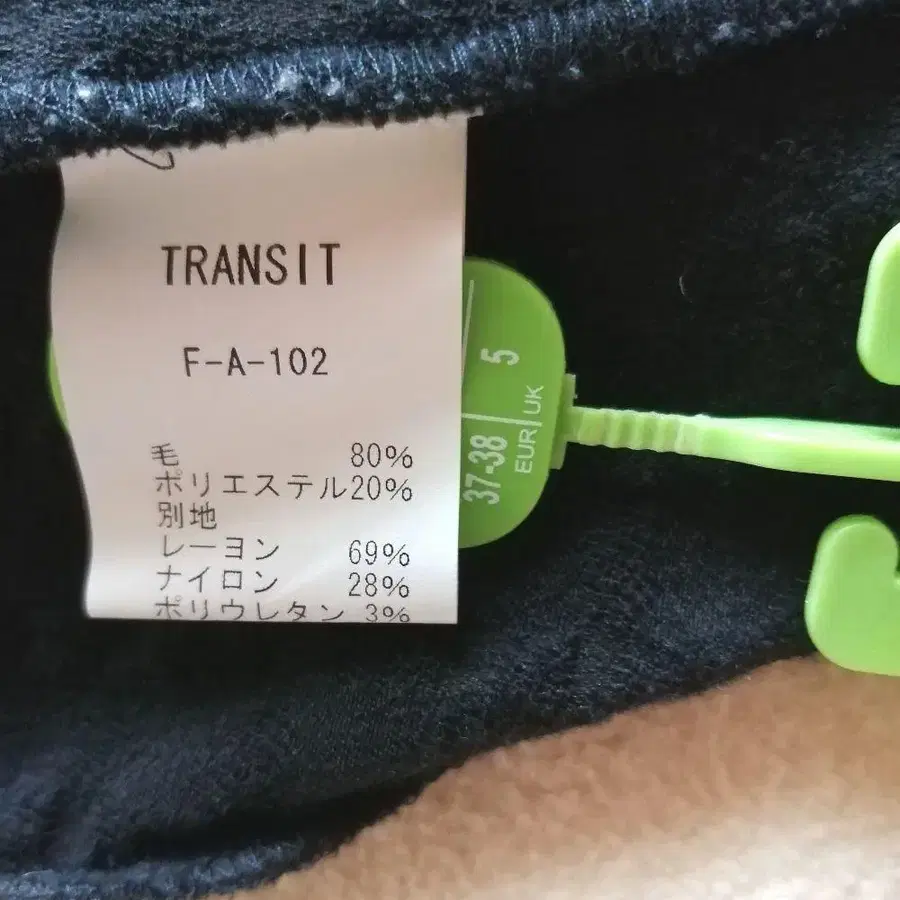 TRANSIT
F-A-102
毛 80%
ポリエステル20%
別地
レーヨン 69%
ナイロン 28%
ポリウレタン 3%
5
UK
37-38
EUR